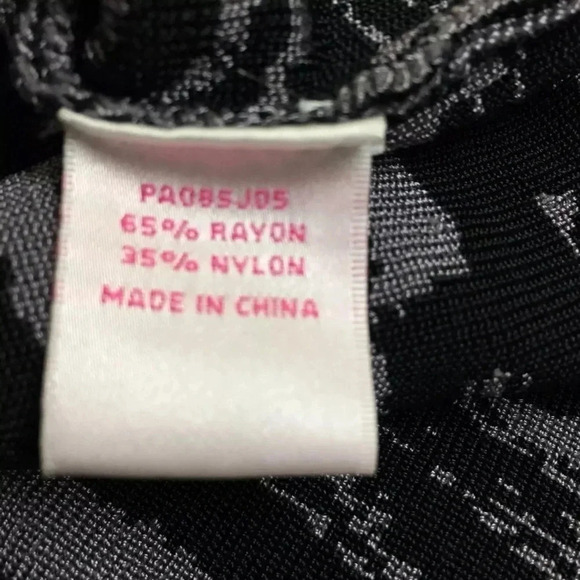 PA085J05
65% RAYON
35% NYLON
MADE IN CHINA